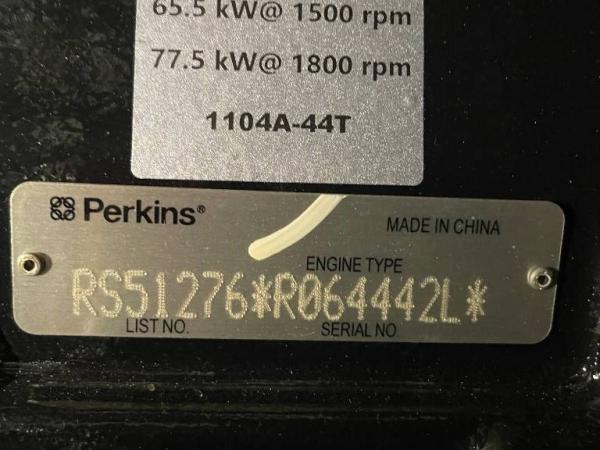 65.5 kW@ 1500 rpm
77.5 kW@ 1800 rpm
1104A-44T
Perkins®
MADE IN CHINA
ENGINE TYPE
RS51276*R064442L*
LIST NO.
SERIAL NO.